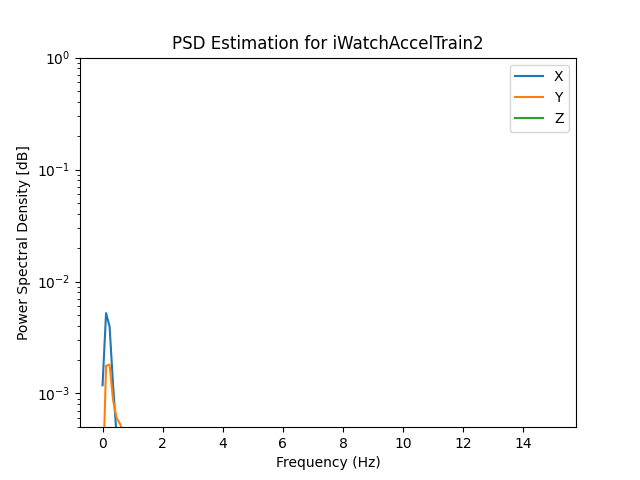 PSD Estimation for iWatchAccelTrain2
Power Spectral Density [dB]
10⁰
10⁻¹
10⁻²
10⁻³
X
Y
Z
0 2 4 6 8 10 12 14
Frequency (Hz)